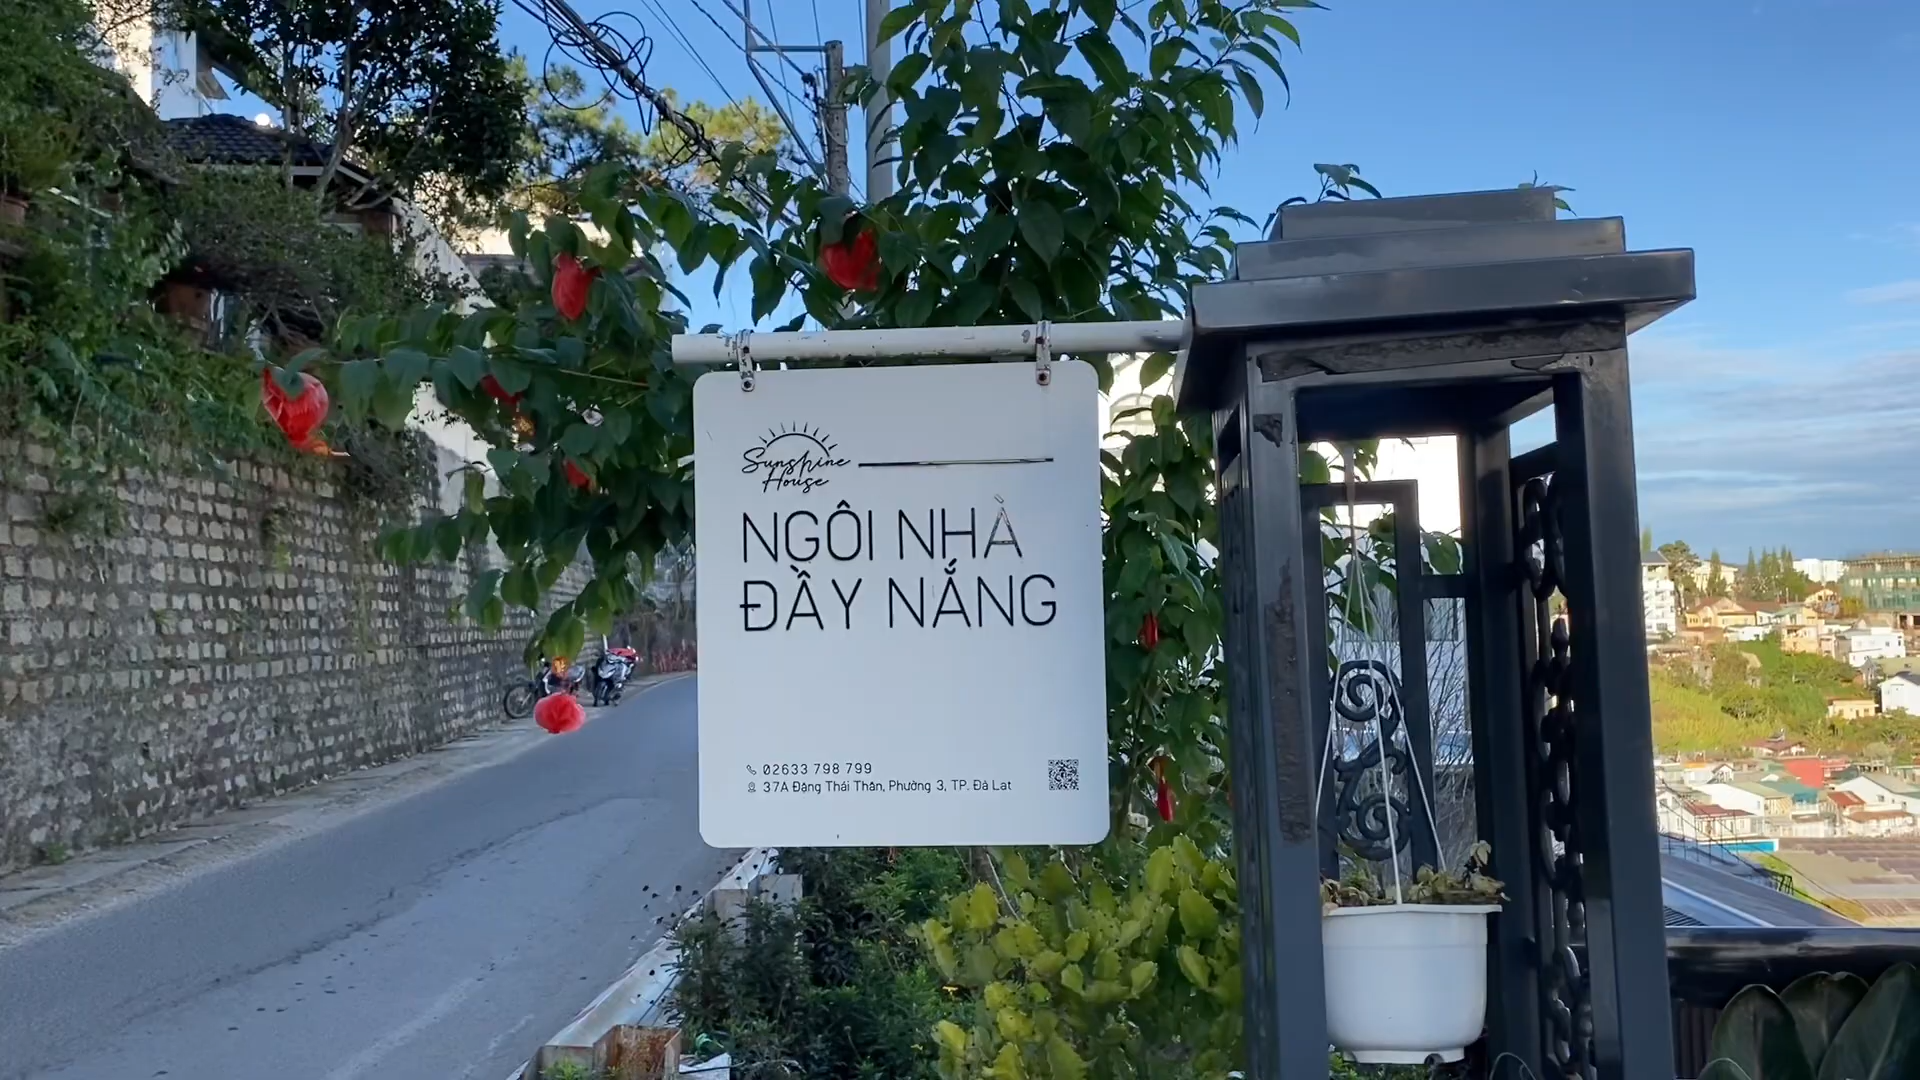 Sunshine
House
NGÔI NHÀ
ĐẦY NẮNG
02633 798 799
37A Đặng Thái Thân, Phường 3, TP. Đà Lạt